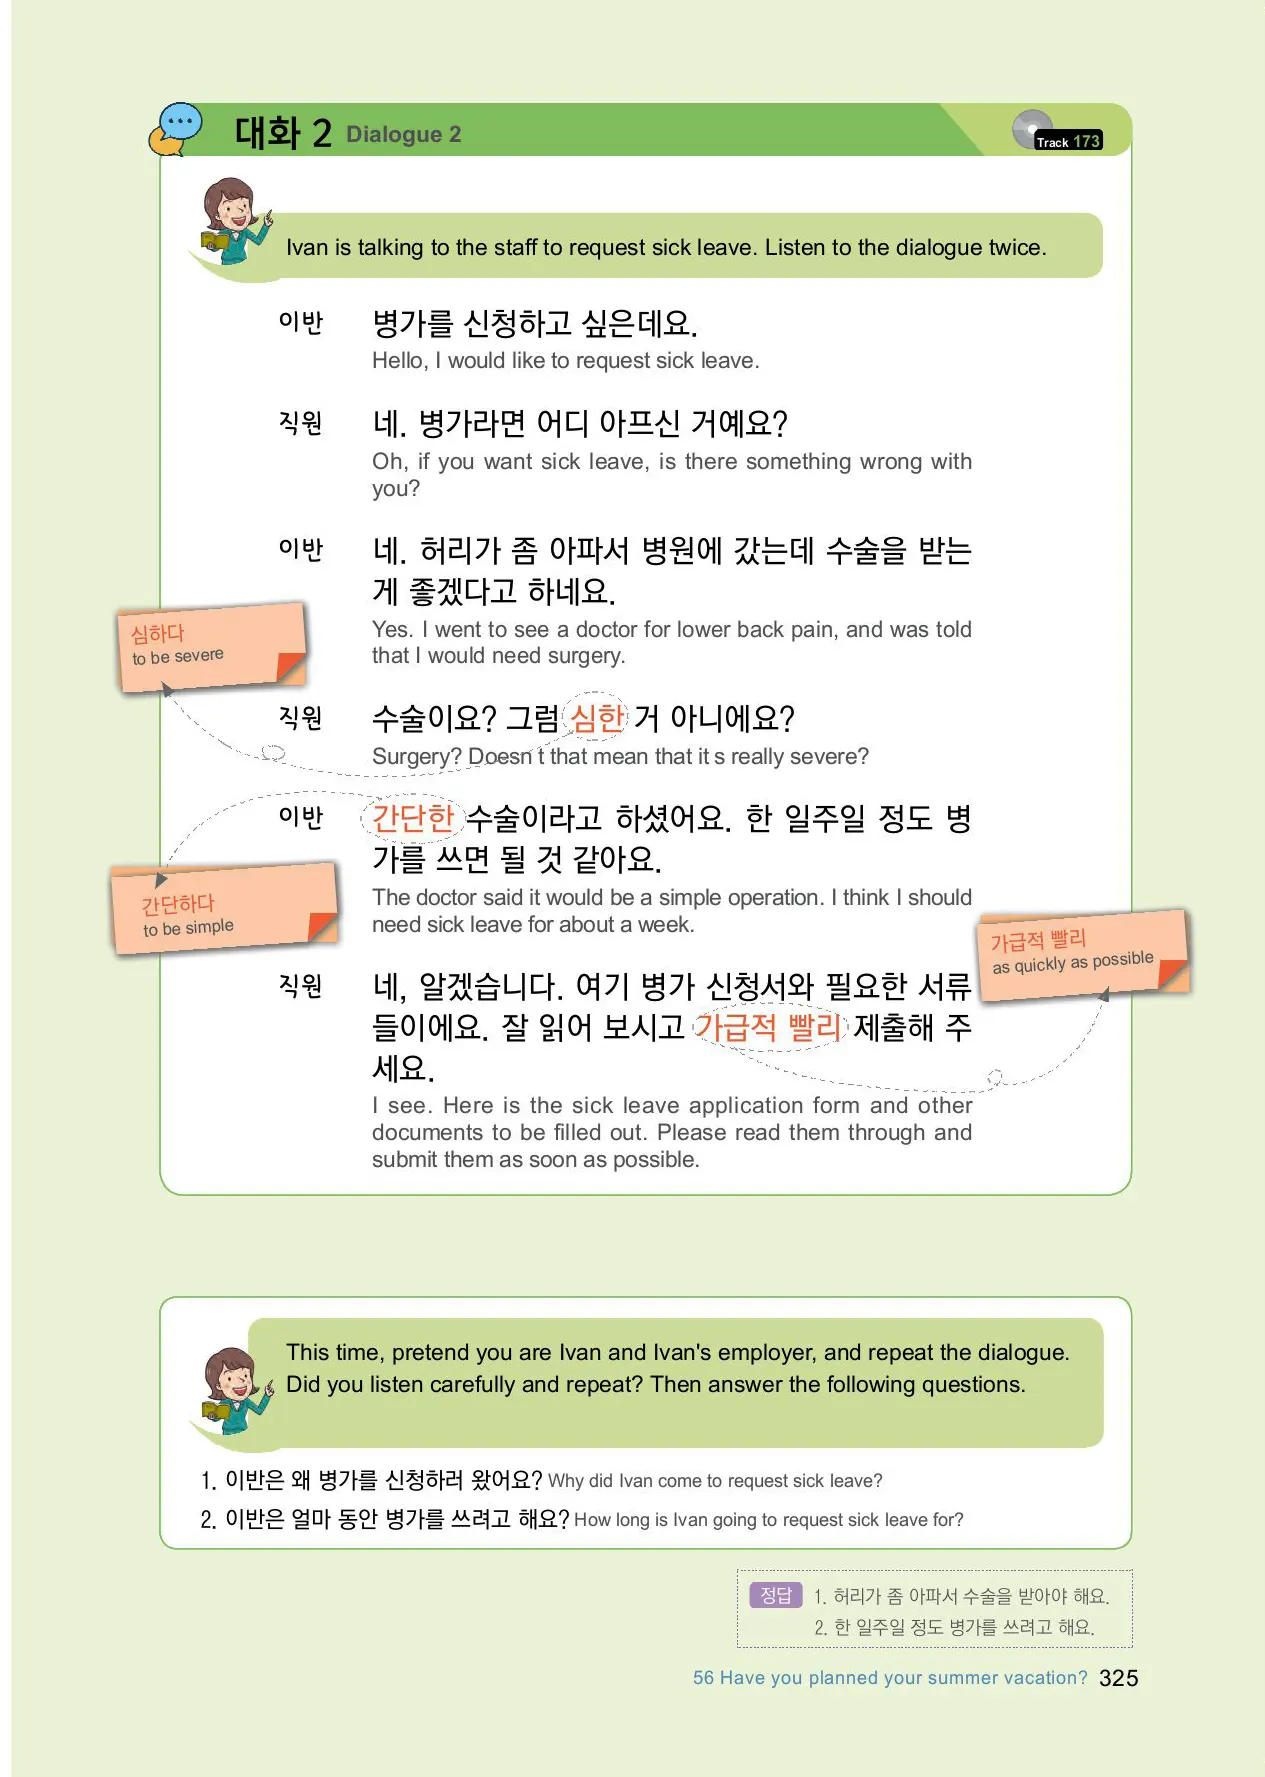 대화 2 Dialogue 2
Track 173
Ivan is talking to the staff to request sick leave. Listen to the dialogue twice.
이반 병가를 신청하고 싶은데요.
Hello, I would like to request sick leave.
직원 네. 병가라면 어디 아프신 거예요?
Oh, if you want sick leave, is there something wrong with
you?
이반 네. 허리가 좀 아파서 병원에 갔는데 수술을 받는
게 좋겠다고 하네요.
Yes. I went to see a doctor for lower back pain, and was told
that I would need surgery.
심하다
to be severe
직원 수술이요? 그럼 심한 거 아니에요?
Surgery? Doesn t that mean that it s really severe?
이반 간단한 수술이라고 하셨어요. 한 일주일 정도 병
가를 쓰면 될 것 같아요.
The doctor said it would be a simple operation. I think I should
need sick leave for about a week.
간단하다
to be simple
가급적 빨리
as quickly as possible
직원 네, 알겠습니다. 여기 병가 신청서와 필요한 서류
들이에요. 잘 읽어 보시고 가급적 빨리 제출해 주
세요.
I see. Here is the sick leave application form and other
documents to be filled out. Please read them through and
submit them as soon as possible.
This time, pretend you are Ivan and Ivan's employer, and repeat the dialogue.
Did you listen carefully and repeat? Then answer the following questions.
1. 이반은 왜 병가를 신청하러 왔어요? Why did Ivan come to request sick leave?
2. 이반은 얼마 동안 병가를 쓰려고 해요? How long is Ivan going to request sick leave for?
정답 1. 허리가 좀 아파서 수술을 받아야 해요.
2. 한 일주일 정도 병가를 쓰려고 해요.
56 Have you planned your summer vacation? 325